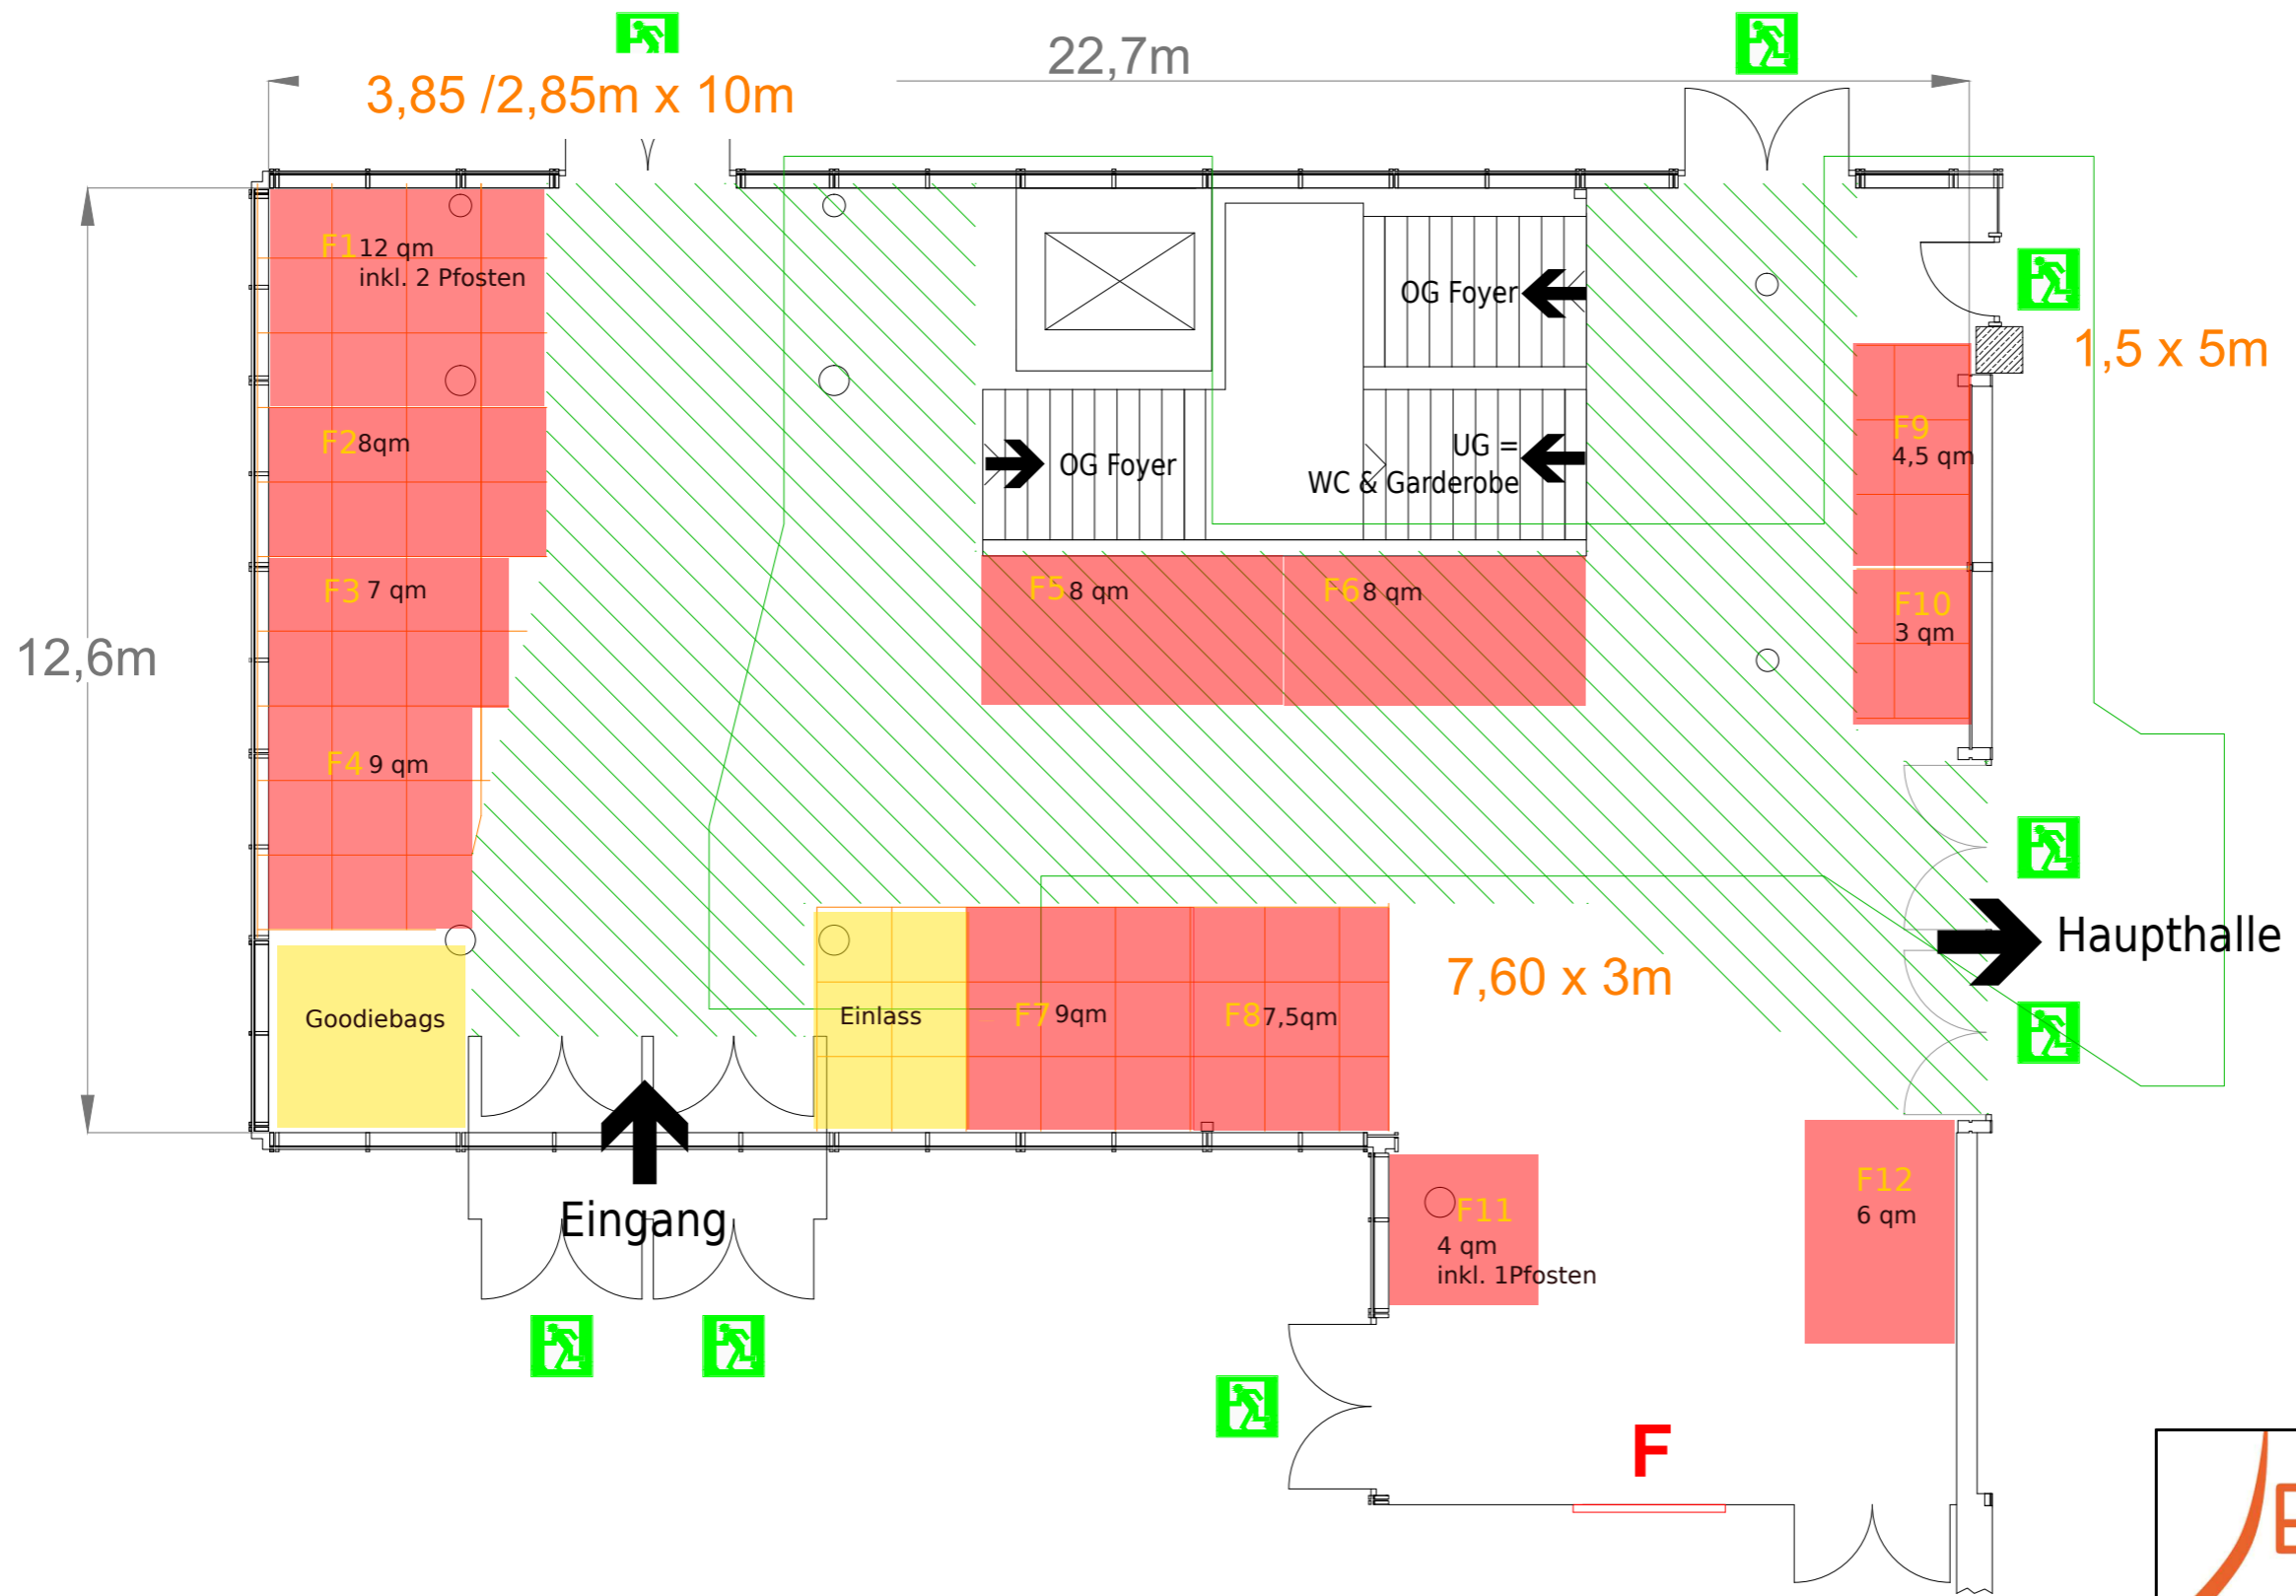 22,7m
3,85 /2,85m x 10m
F1 12 qm
inkl. 2 Pfosten
OG Foyer
1,5 x 5m
F2 8qm
OG Foyer
UG =
WC & Garderobe
F9
4,5 qm
F3 7 qm
F5 8 qm
F6 8 qm
F10
3 qm
12,6m
F4 9 qm
Haupthalle
7,60 x 3m
Goodiebags
Einlass
F7 9qm
F8 7,5qm
Eingang
F11
4 qm
inkl. 1Pfosten
F12
6 qm
F